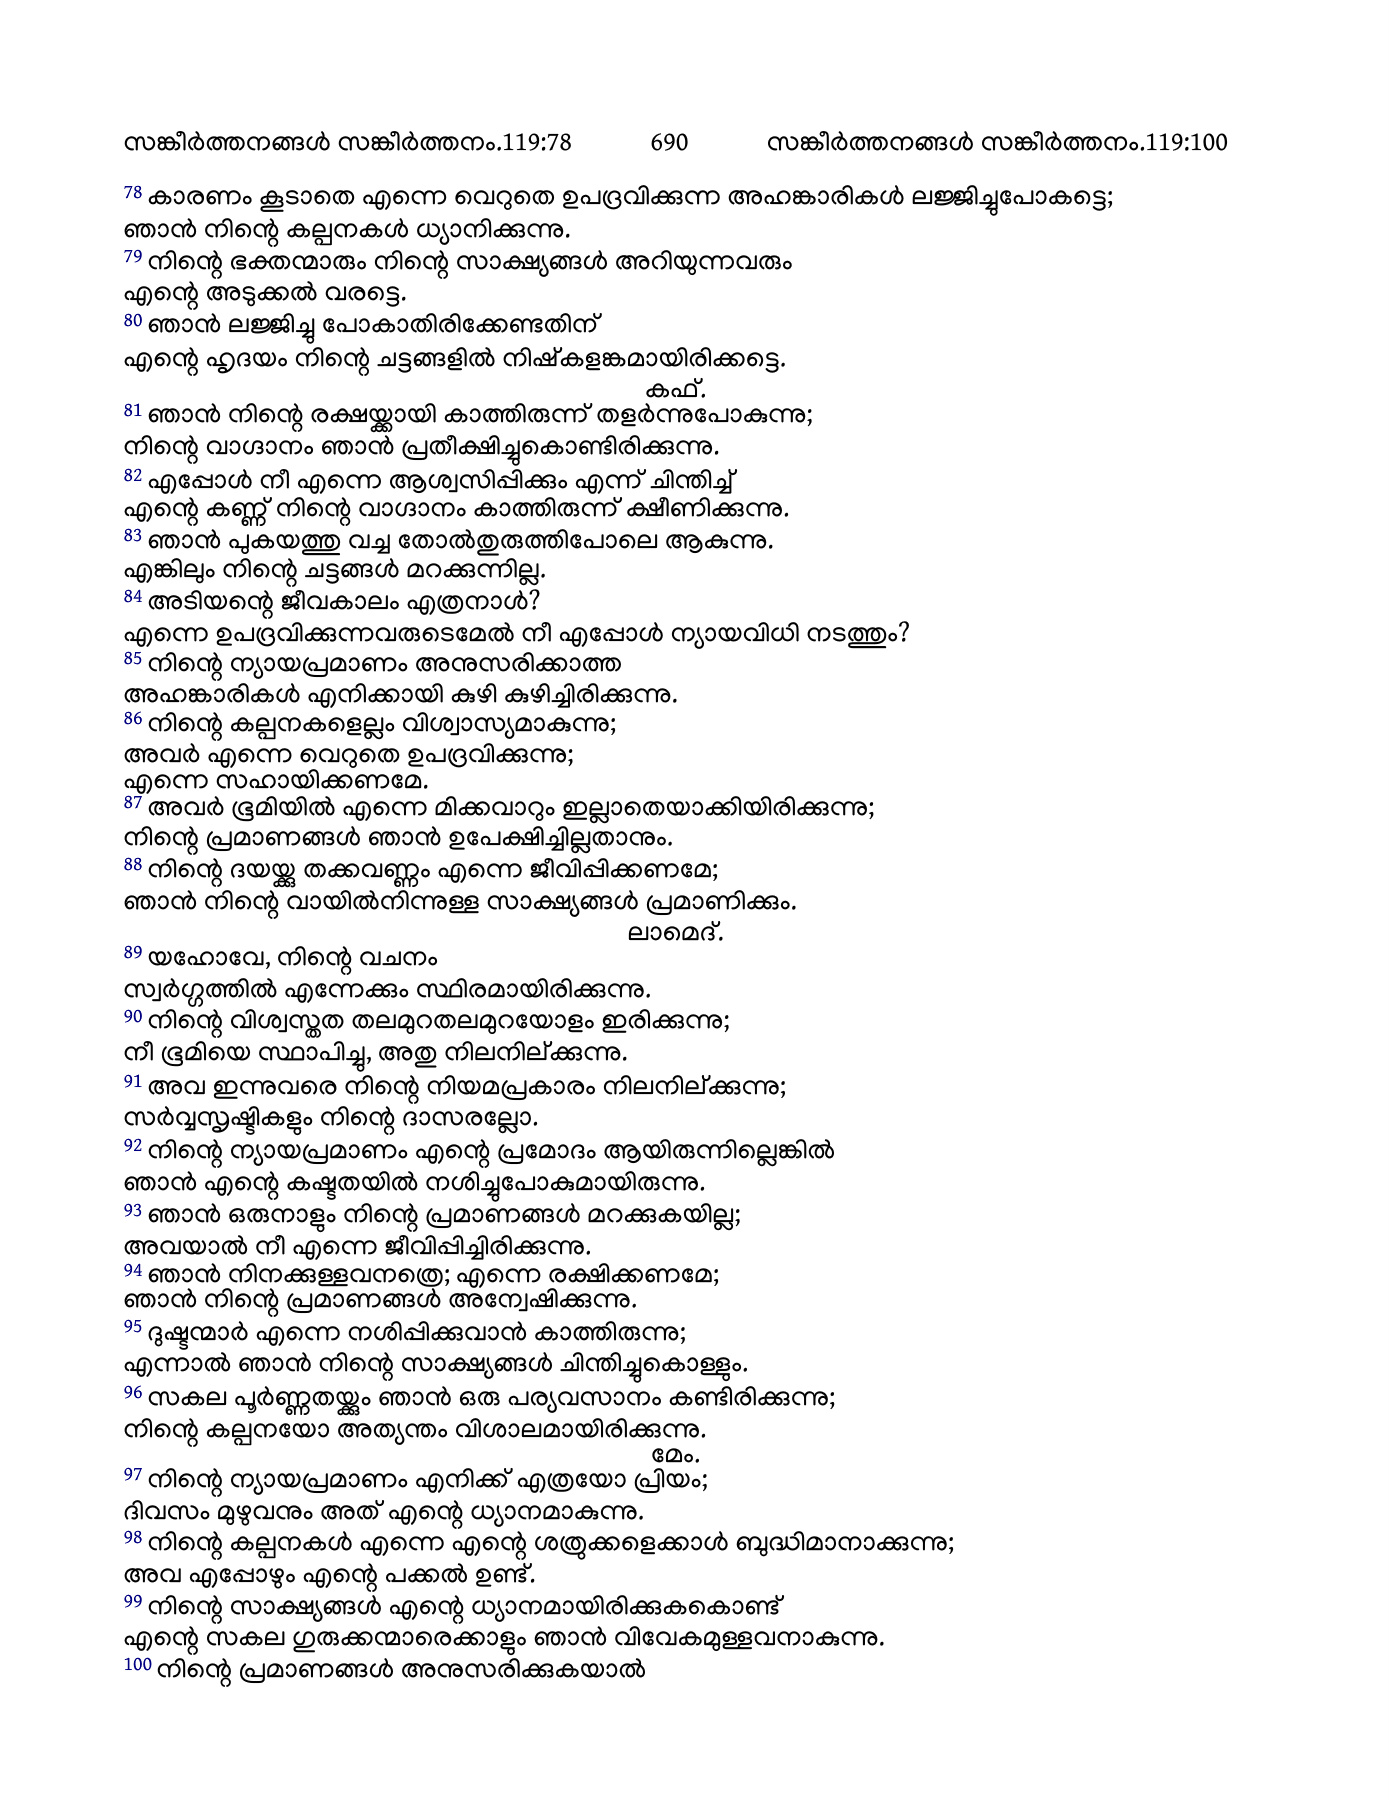 സങ്കീർത്തനങ്ങൾ സങ്കീർത്തനം.119:78 690 സങ്കീർത്തനങ്ങൾ സങ്കീർത്തനം.119:100
78 കാരണം കൂടാതെ എന്നെ വെറുതെ ഉപദ്രവിക്കുന്ന അഹങ്കാരികൾ ലജ്ജിച്ചുപോകട്ടെ;
ഞാൻ നിന്റെ കല്പനകൾ ധ്യാനിക്കുന്നു.
79 നിന്റെ ഭക്തന്മാരും നിന്റെ സാക്ഷ്യങ്ങൾ അറിയുന്നവരും
എന്റെ അടുക്കൽ വരട്ടെ.
80 ഞാൻ ലജ്ജിച്ചു പോകാതിരിക്കേണ്ടതിന്
എന്റെ ഹൃദയം നിന്റെ ചട്ടങ്ങളിൽ നിഷ്കളങ്കമായിരിക്കട്ടെ.
കഫ്.
81 ഞാൻ നിന്റെ രക്ഷയ്ക്കായി കാത്തിരുന്ന് തളർന്നുപോകുന്നു;
നിന്റെ വാഗ്ദാനം ഞാൻ പ്രതീക്ഷിച്ചുകൊണ്ടിരിക്കുന്നു.
82 എപ്പോൾ നീ എന്നെ ആശ്വസിപ്പിക്കും എന്ന് ചിന്തിച്ച്
എന്റെ കണ്ണ് നിന്റെ വാഗ്ദാനം കാത്തിരുന്ന് ക്ഷീണിക്കുന്നു.
83 ഞാൻ പുകയത്തു വച്ച തോൽതുരുത്തിപോലെ ആകുന്നു.
എങ്കിലും നിന്റെ ചട്ടങ്ങൾ മറക്കുന്നില്ല.
84 അടിയന്റെ ജീവകാലം എത്രനാൾ?
എന്നെ ഉപദ്രവിക്കുന്നവരുടെമേൽ നീ എപ്പോൾ ന്യായവിധി നടത്തും?
85 നിന്റെ ന്യായപ്രമാണം അനുസരിക്കാത്ത
അഹങ്കാരികൾ എനിക്കായി കുഴി കുഴിച്ചിരിക്കുന്നു.
86 നിന്റെ കല്പനകളെല്ലം വിശ്വാസ്യമാകുന്നു;
അവർ എന്നെ വെറുതെ ഉപദ്രവിക്കുന്നു;
എന്നെ സഹായിക്കണമേ.
87 അവർ ഭൂമിയിൽ എന്നെ മിക്കവാറും ഇല്ലാതെയാക്കിയിരിക്കുന്നു;
നിന്റെ പ്രമാണങ്ങൾ ഞാൻ ഉപേക്ഷിച്ചില്ലതാനും.
88 നിന്റെ ദയയ്ക്കു തക്കവണ്ണം എന്നെ ജീവിപ്പിക്കണമേ;
ഞാൻ നിന്റെ വായിൽനിന്നുള്ള സാക്ഷ്യങ്ങൾ പ്രമാണിക്കും.
ലാമെദ്.
89 യഹോവേ, നിന്റെ വചനം
സ്വർഗ്ഗത്തിൽ എന്നേക്കും സ്ഥിരമായിരിക്കുന്നു.
90 നിന്റെ വിശ്വസ്തത തലമുറതലമുറയോളം ഇരിക്കുന്നു;
നീ ഭൂമിയെ സ്ഥാപിച്ചു, അതു നിലനില്ക്കുന്നു.
91 അവ ഇന്നുവരെ നിന്റെ നിയമപ്രകാരം നിലനില്ക്കുന്നു;
സർവ്വസൃഷ്ടികളും നിന്റെ ദാസരല്ലോ.
92 നിന്റെ ന്യായപ്രമാണം എന്റെ പ്രമോദം ആയിരുന്നില്ലെങ്കിൽ
ഞാൻ എന്റെ കഷ്ടതയിൽ നശിച്ചുപോകുമായിരുന്നു.
93 ഞാൻ ഒരുനാളും നിന്റെ പ്രമാണങ്ങൾ മറക്കുകയില്ല;
അവയാൽ നീ എന്നെ ജീവിപ്പിച്ചിരിക്കുന്നു.
94 ഞാൻ നിനക്കുള്ളവനത്രെ; എന്നെ രക്ഷിക്കണമേ;
ഞാൻ നിന്റെ പ്രമാണങ്ങൾ അന്വേഷിക്കുന്നു.
95 ദുഷ്ടന്മാർ എന്നെ നശിപ്പിക്കുവാൻ കാത്തിരുന്നു;
എന്നാൽ ഞാൻ നിന്റെ സാക്ഷ്യങ്ങൾ ചിന്തിച്ചുകൊള്ളും.
96 സകല പൂർണ്ണതയ്ക്കും ഞാൻ ഒരു പര്യവസാനം കണ്ടിരിക്കുന്നു;
നിന്റെ കല്പനയോ അത്യന്തം വിശാലമായിരിക്കുന്നു.
മേം.
97 നിന്റെ ന്യായപ്രമാണം എനിക്ക് എത്രയോ പ്രിയം;
ദിവസം മുഴുവനും അത് എന്റെ ധ്യാനമാകുന്നു.
98 നിന്റെ കല്പനകൾ എന്നെ എന്റെ ശത്രുക്കളെക്കാൾ ബുദ്ധിമാനാക്കുന്നു;
അവ എപ്പോഴും എന്റെ പക്കൽ ഉണ്ട്.
99 നിന്റെ സാക്ഷ്യങ്ങൾ എന്റെ ധ്യാനമായിരിക്കുകകൊണ്ട്
എന്റെ സകല ഗുരുക്കന്മാരെക്കാളും ഞാൻ വിവേകമുള്ളവനാകുന്നു.
100 നിന്റെ പ്രമാണങ്ങൾ അനുസരിക്കുകയാൽ